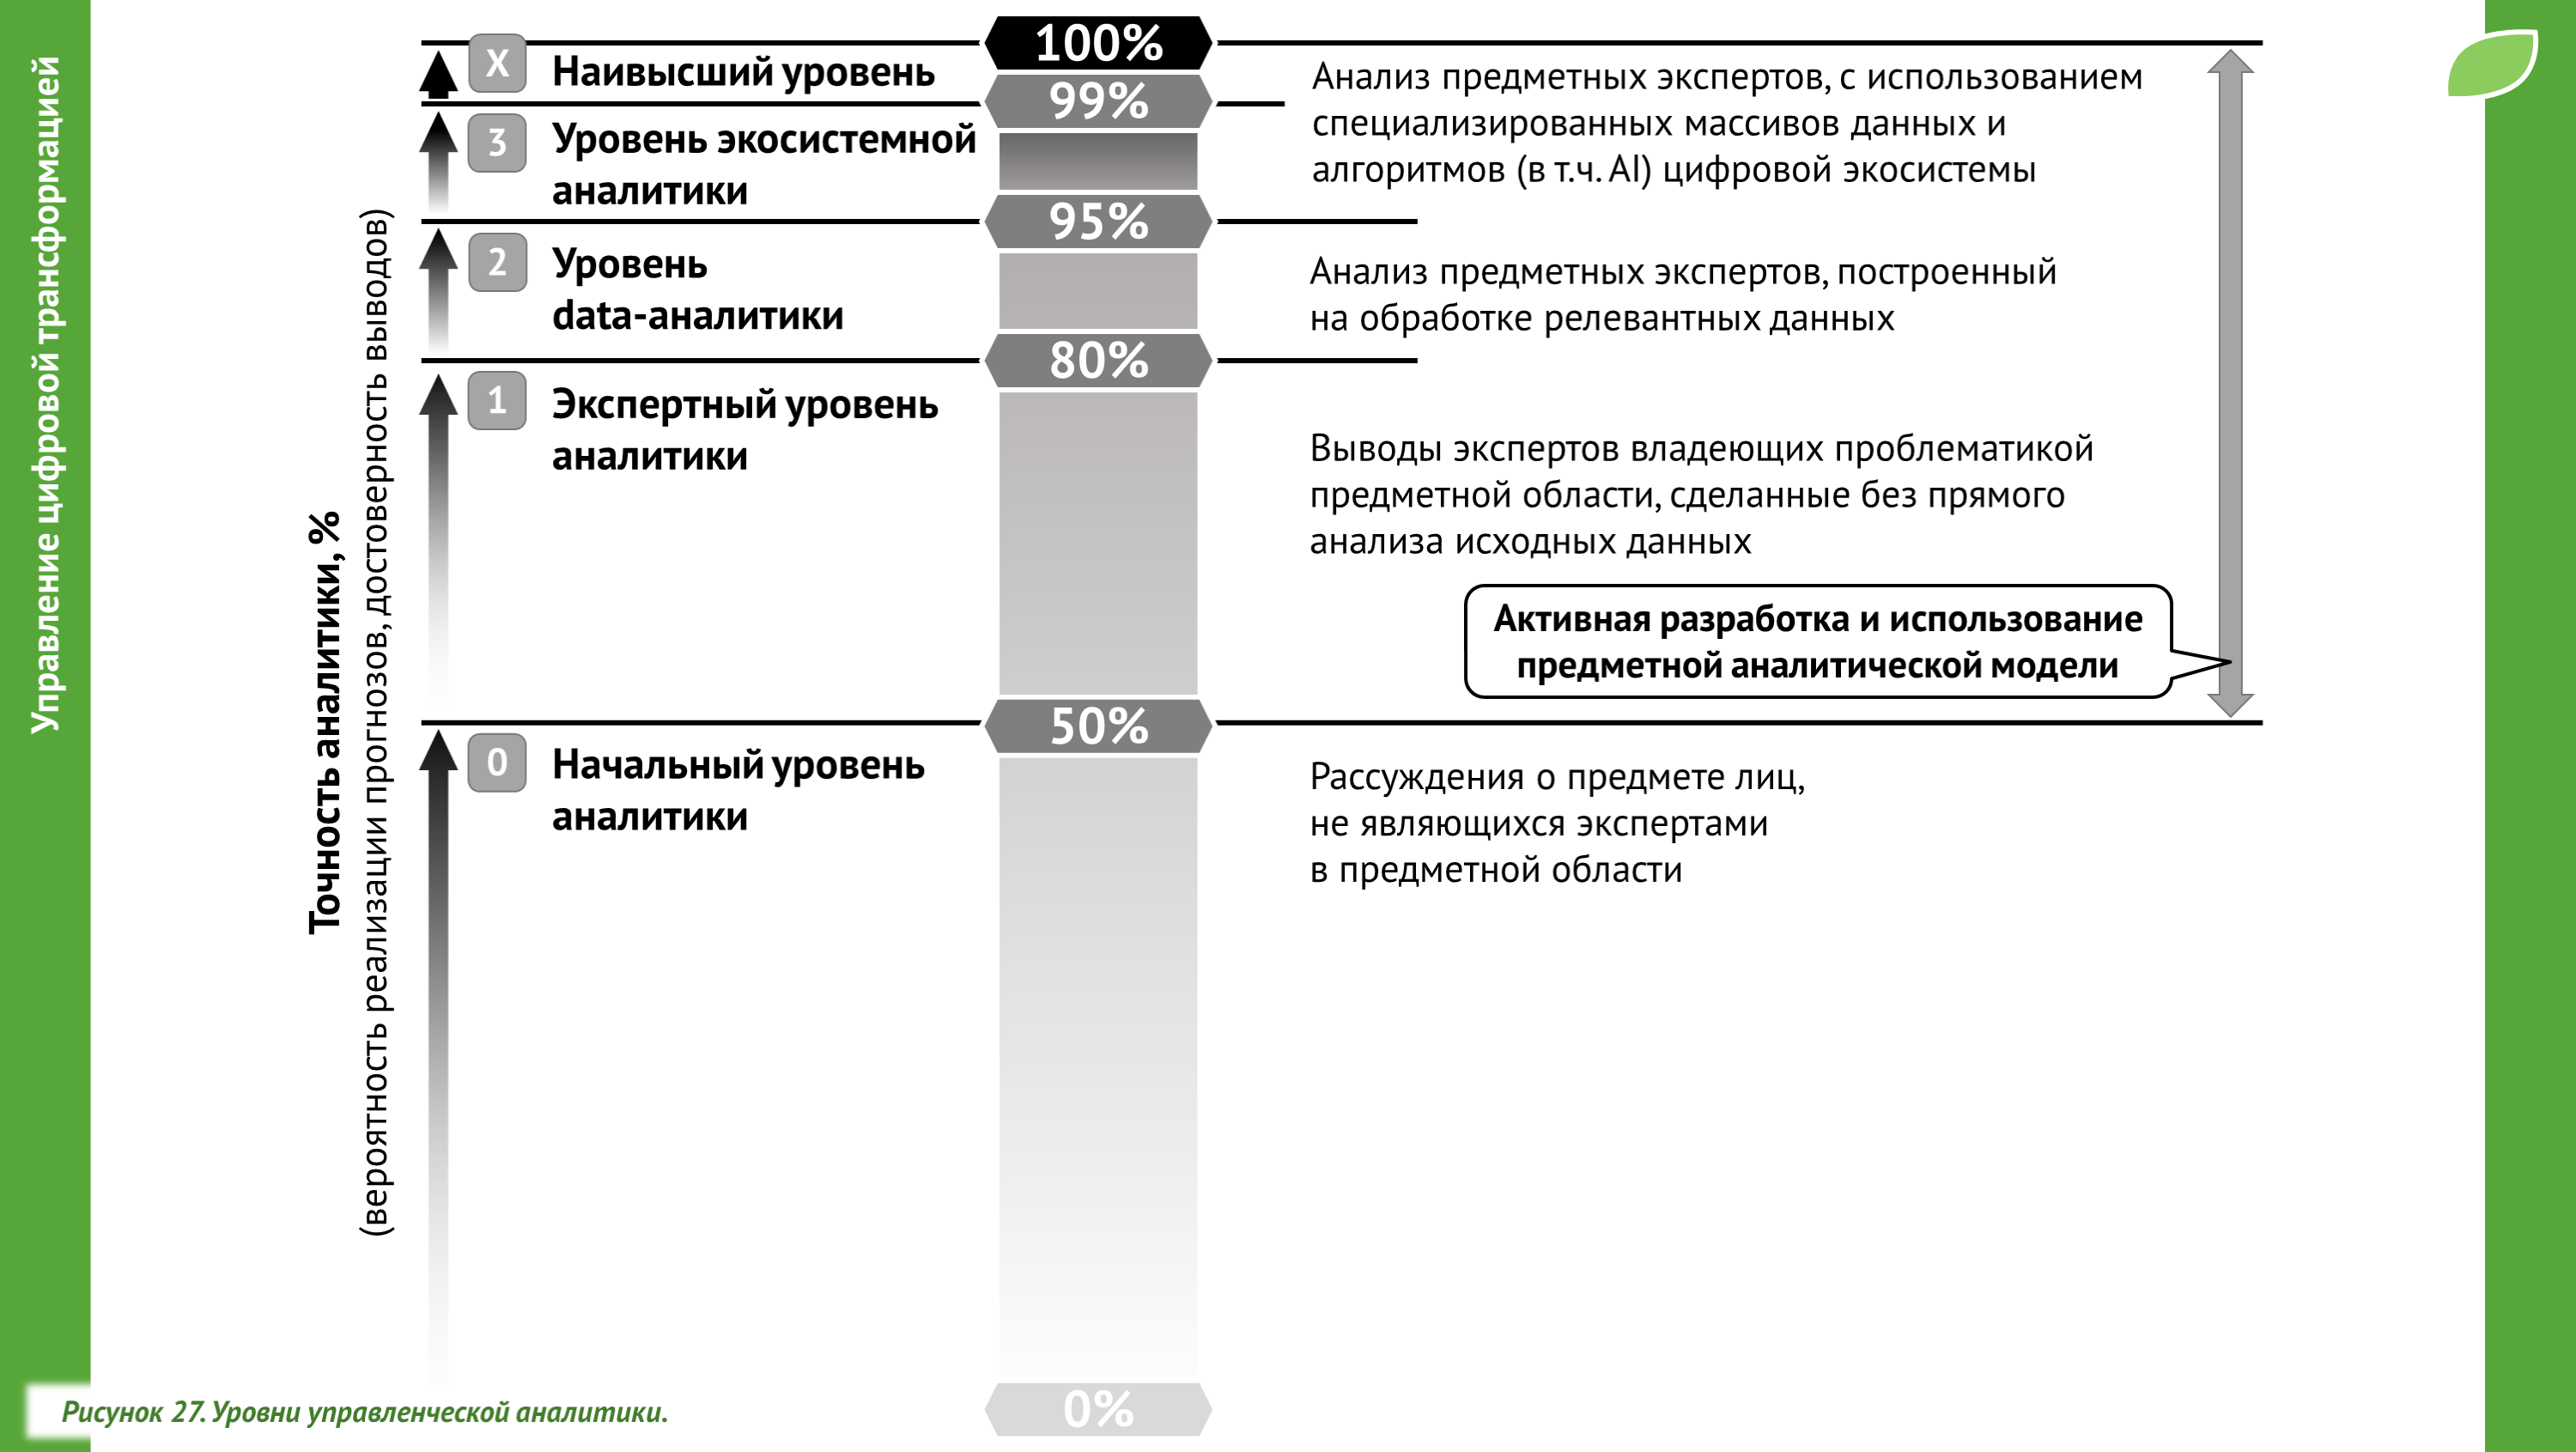 Управление цифровой трансформацией
Точность аналитики, %
(вероятность реализации прогнозов, достоверность выводов)
100%
X
Наивысший уровень
99%
Анализ предметных экспертов, с использованием
специализированных массивов данных и
алгоритмов (в т.ч. AI) цифровой экосистемы
3
Уровень экосистемной
аналитики
95%
2
Уровень
data-аналитики
Анализ предметных экспертов, построенный
на обработке релевантных данных
80%
1
Экспертный уровень
аналитики
Выводы экспертов владеющих проблематикой
предметной области, сделанные без прямого
анализа исходных данных
Активная разработка и использование
предметной аналитической модели
50%
0
Начальный уровень
аналитики
Рассуждения о предмете лиц,
не являющихся экспертами
в предметной области
0%
Рисунок 27. Уровни управленческой аналитики.